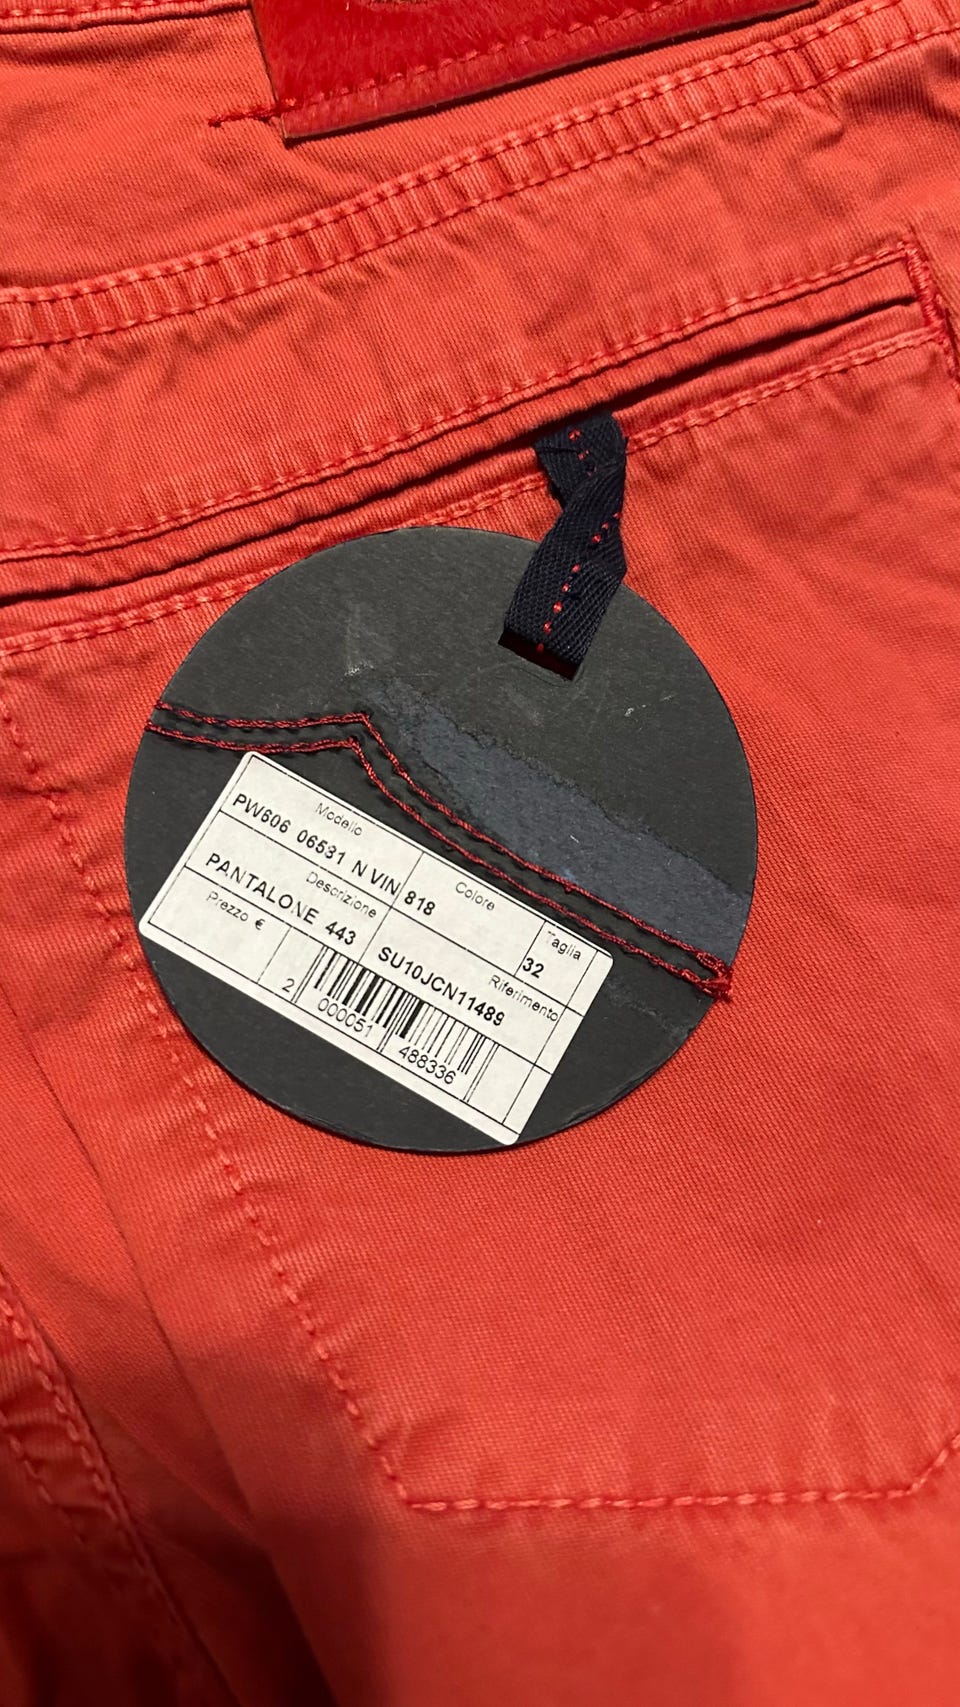 Modello
PW606 06531 N VIN
Colore
818
Taglia
32
Descrizione
PANTALONE 443
Riferimento
SU10JCN11489
Prezzo €
2 000051 488336